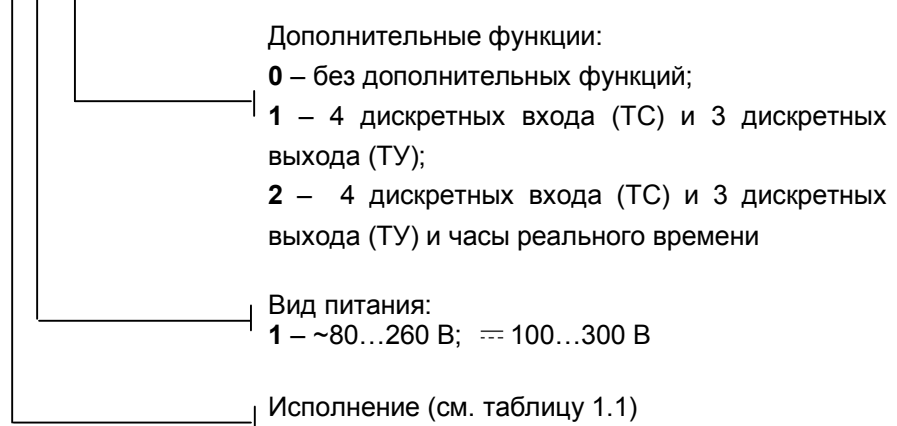 Дополнительные функции:
0 – без дополнительных функций;
1 – 4 дискретных входа (ТС) и 3 дискретных
выхода (ТУ);
2 – 4 дискретных входа (ТС) и 3 дискретных
выхода (ТУ) и часы реального времени
Вид питания:
1 – ~80…260 В; ⎓ 100…300 В
Исполнение (см. таблицу 1.1)